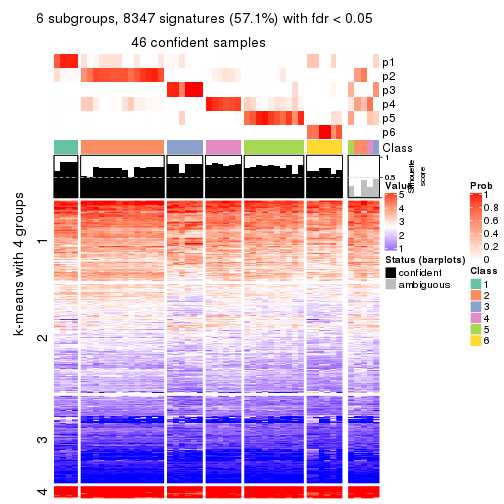 6 subgroups, 8347 signatures (57.1%) with fdr < 0.05
46 confident samples
p1
p2
p3
p4
p5
p6
Class
1
0.5
0
Silhouette
score
k-means with 4 groups
1
2
3
4
Value
5
4
3
2
1
Status (barplots)
confident
ambiguous
Prob
1
0.8
0.6
0.4
0.2
0
Class
1
2
3
4
5
6